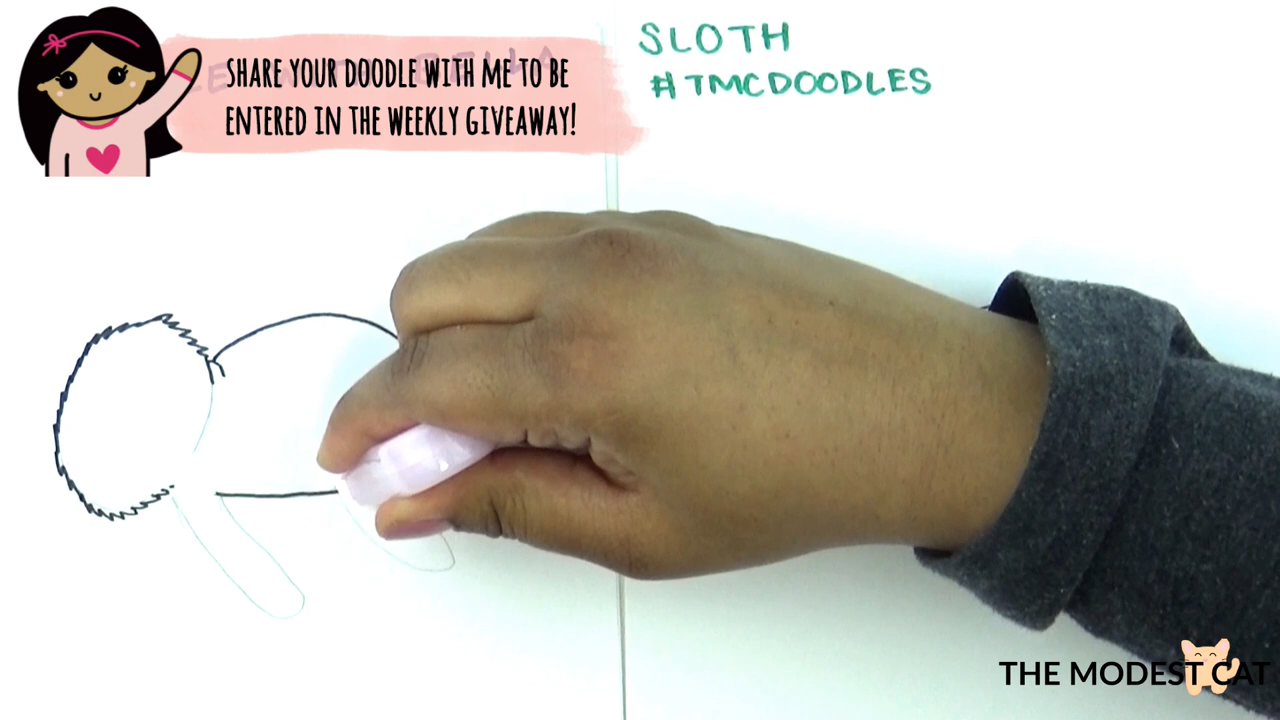 SHARE YOUR DOODLE WITH ME TO BE
ENTERED IN THE WEEKLY GIVEAWAY!
SLOTH
#TMCDOODLES
THE MODEST CAT